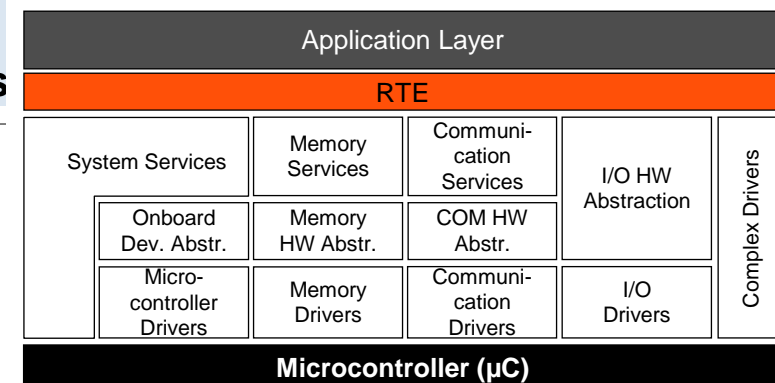 Application Layer
s
RTE
System Services
Memory
Services
Communi-
cation
Services
I/O HW
Abstraction
Complex Drivers
Onboard
Dev. Abstr.
Memory
HW Abstr.
COM HW
Abstr.
Micro-
controller
Drivers
Memory
Drivers
Communi-
cation
Drivers
I/O
Drivers
Microcontroller (µC)